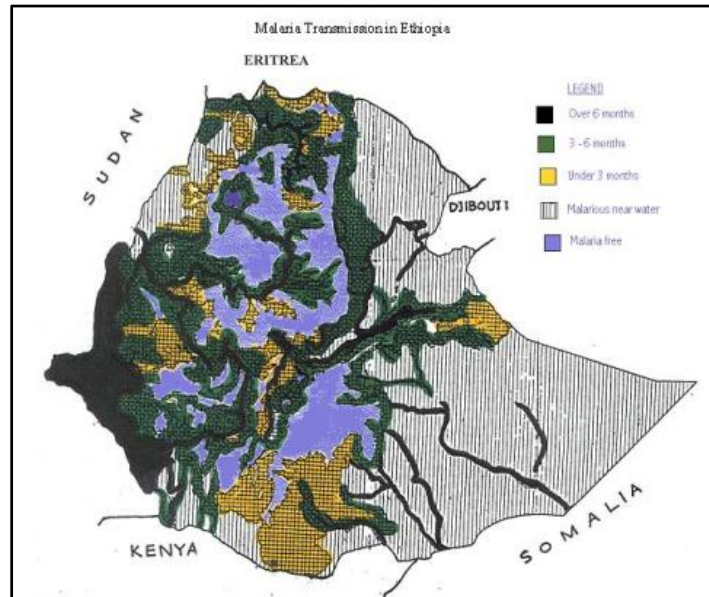 Malaria Transmission in Ethiopia
ERITREA
SUDAN
LEGEND
Over 6 months
3 - 6 months
Under 3 months
Malarious near water
Malaria free
DJIBOUTI
KENYA
SOMALIA